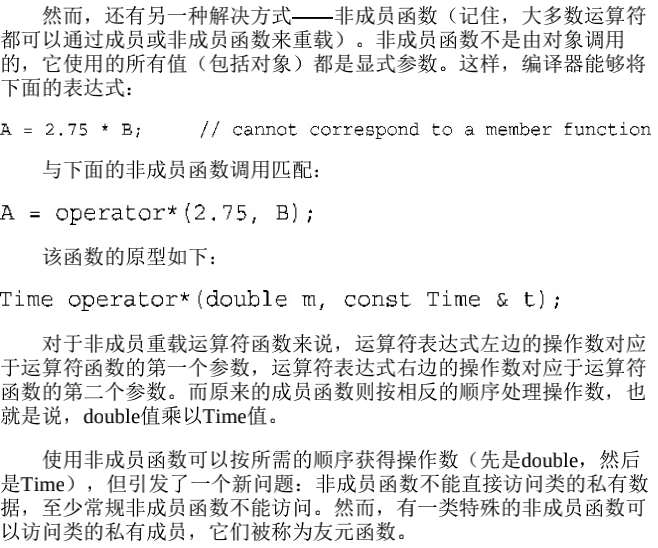 然而，还有另一种解决方式——非成员函数（记住，大多数运算符
都可以通过成员或非成员函数来重载）。非成员函数不是由对象调用
的，它使用的所有值（包括对象）都是显式参数。这样，编译器能够将
下面的表达式：
A = 2.75 * B;     // cannot correspond to a member function
与下面的非成员函数调用匹配：
A = operator*(2.75, B);
该函数的原型如下：
Time operator*(double m, const Time & t);
对于非成员重载运算符函数来说，运算符表达式左边的操作数对应
于运算符函数的第一个参数，运算符表达式右边的操作数对应于运算符
函数的第二个参数。而原来的成员函数则按相反的顺序处理操作数，也
就是说，double值乘以Time值。
使用非成员函数可以按所需的顺序获得操作数（先是double，然后
是Time），但引发了一个新问题：非成员函数不能直接访问类的私有数
据，至少常规非成员函数不能访问。然而，有一类特殊的非成员函数可
以访问类的私有成员，它们被称为友元函数。